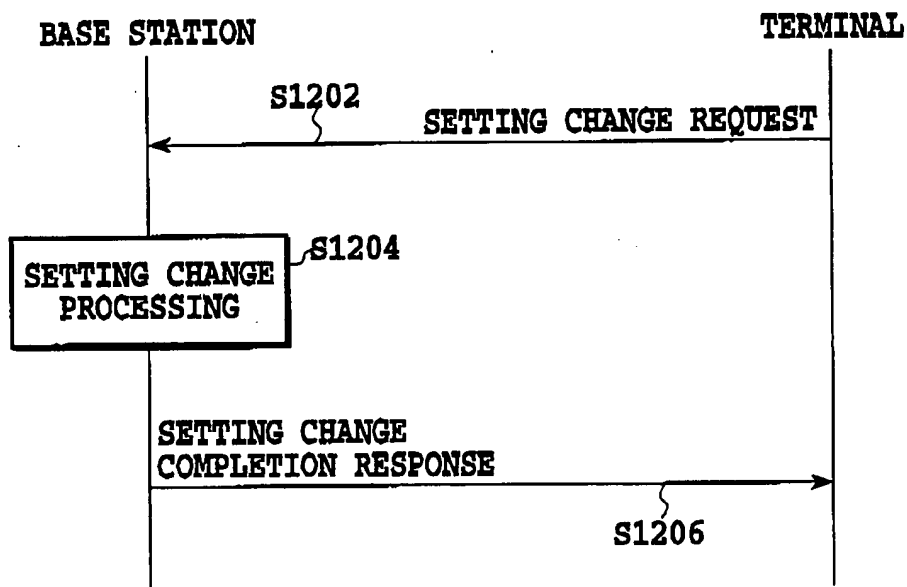 BASE STATION
TERMINAL
S1202
SETTING CHANGE REQUEST
S1204
SETTING CHANGE
PROCESSING
SETTING CHANGE
COMPLETION RESPONSE
S1206